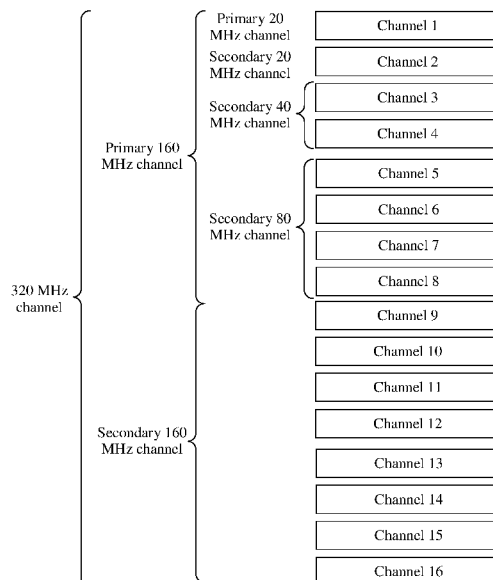 Primary 20
MHz channel
Channel 1
Secondary 20
MHz channel
Channel 2
Secondary 40
MHz channel
Channel 3
Channel 4
Primary 160
MHz channel
Channel 5
Secondary 80
MHz channel
Channel 6
Channel 7
Channel 8
320 MHz
channel
Channel 9
Channel 10
Channel 11
Channel 12
Secondary 160
MHz channel
Channel 13
Channel 14
Channel 15
Channel 16